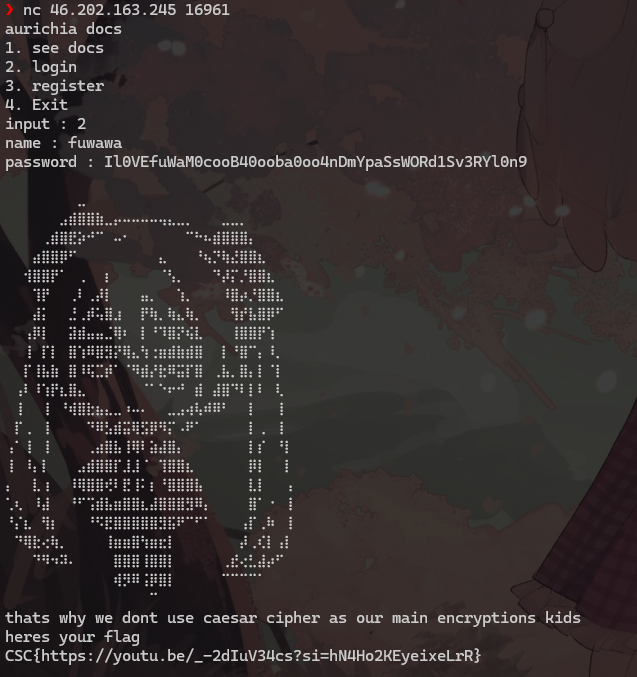 ❯ nc 46.202.163.245 16961
aurichia docs
1. see docs
2. login
3. register
4. Exit
input : 2
name : fuwawa
password : Il0VEfuWaM0cooB40ooba0oo4nDmYpaSsWORd1Sv3RYl0n9
thats why we dont use caesar cipher as our main encryptions kids
heres your flag
CSC{https://youtu.be/_-2dIuV34cs?si=hN4Ho2KEyeixeLrR}